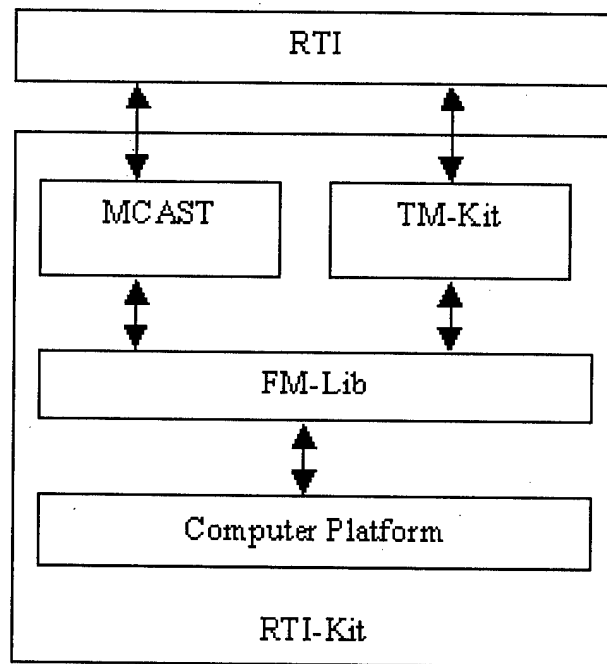 RTI
MCAST
TM-Kit
FM-Lib
Computer Platform
RTI-Kit